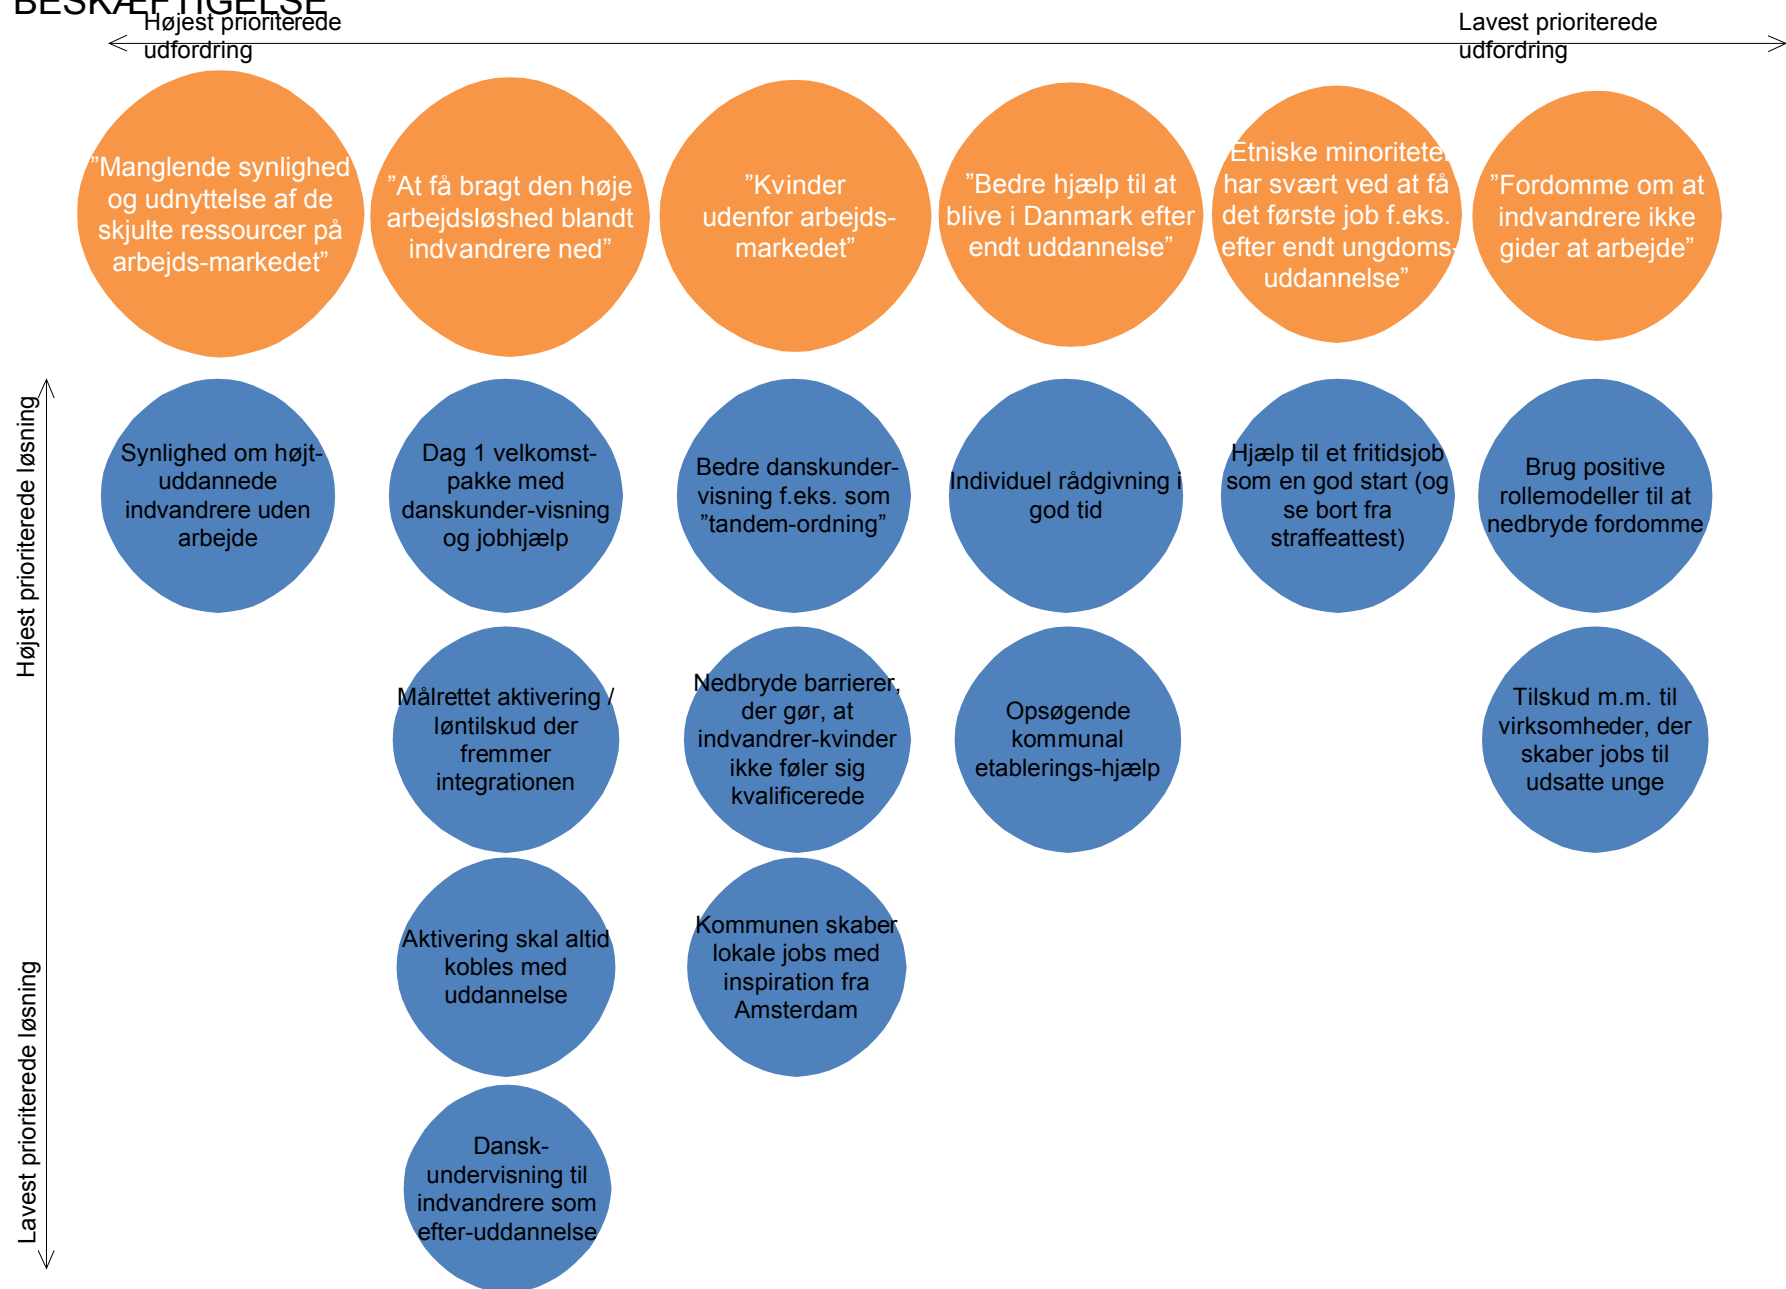 BESKÆFTIGELSE
Højest prioriterede
udfordring
Lavest prioriterede
udfordring
”Manglende synlighed
og udnyttelse af de
skjulte ressourcer på
arbejds-markedet”
”At få bragt den høje
arbejdsløshed blandt
indvandrere ned”
”Kvinder
udenfor arbejds-
markedet”
”Bedre hjælp til at
blive i Danmark efter
endt uddannelse”
Etniske minoriteter
har svært ved at få
det første job f.eks.
efter endt ungdoms-
uddannelse”
”Fordomme om at
indvandrere ikke
gider at arbejde”
Højest prioriterede løsning
Lavest prioriterede løsning
Synlighed om højt-
uddannede
indvandrere uden
arbejde
Dag 1 velkomst-
pakke med
danskunder-visning
og jobhjælp
Bedre danskunder-
visning f.eks. som
”tandem-ordning”
Individuel rådgivning i
god tid
Hjælp til et fritidsjob
som en god start (og
se bort fra
straffeattest)
Brug positive
rollemodeller til at
nedbryde fordomme
Målrettet aktivering /
løntilskud der
fremmer
integrationen
Nedbryde barrierer,
der gør, at
indvandrer-kvinder
ikke føler sig
kvalificerede
Opsøgende
kommunal
etablerings-hjælp
Tilskud m.m. til
virksomheder, der
skaber jobs til
udsatte unge
Aktivering skal altid
kobles med
uddannelse
Kommunen skaber
lokale jobs med
inspiration fra
Amsterdam
Dansk-
undervisning til
indvandrere som
efter-uddannelse